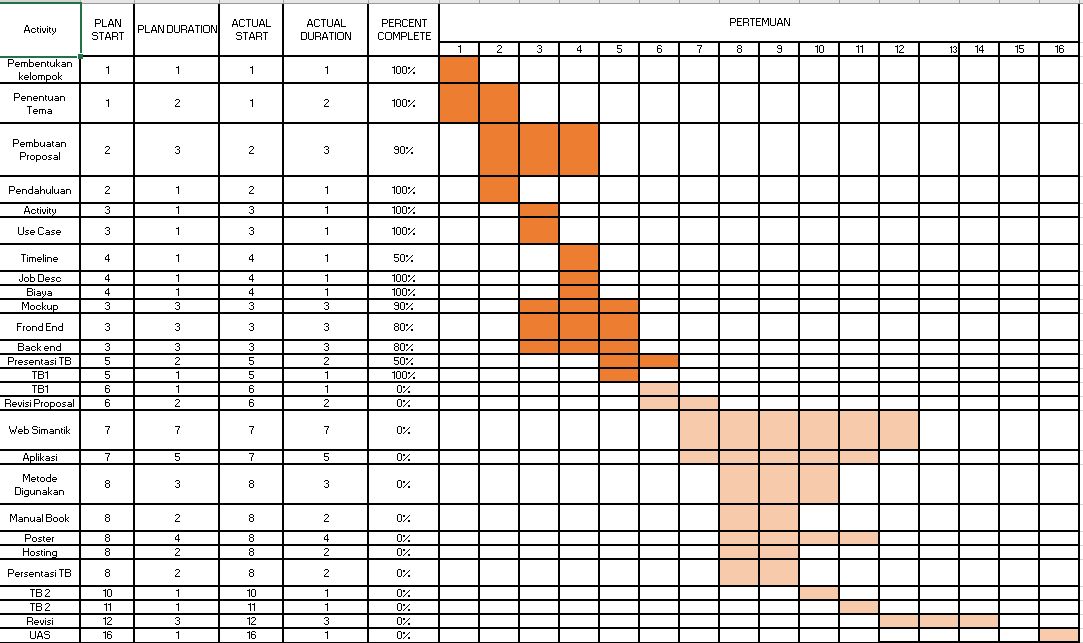 Activity PLAN START PLAN DURATION ACTUAL START ACTUAL DURATION PERCENT COMPLETE PERTEMUAN
1 2 3 4 5 6 7 8 9 10 11 12 13 14 15 16
Pembentukan kelompok 1 1 1 1 100%
Penentuan Tema 1 2 1 2 100%
Pembuatan Proposal 2 3 2 3 90%
Pendahuluan 2 1 2 1 100%
Activity 3 1 3 1 100%
Use Case 3 1 3 1 100%
Timeline 4 1 4 1 50%
Job Desc 4 1 4 1 100%
Biaya 4 1 4 1 100%
Mockup 3 3 3 3 90%
Frond End 3 3 3 3 80%
Back end 3 3 3 3 80%
Presentasi TB 5 2 5 2 50%
TB1 5 1 5 1 100%
TB1 6 1 6 1 0%
Revisi Proposal 6 2 6 2 0%
Web Simantik 7 7 7 7 0%
Aplikasi 7 5 7 5 0%
Metode Digunakan 8 3 8 3 0%
Manual Book 8 2 8 2 0%
Poster 8 4 8 4 0%
Hosting 8 2 8 2 0%
Persentasi TB 8 2 8 2 0%
TB 2 10 1 10 1 0%
TB 2 11 1 11 1 0%
Revisi 12 3 12 3 0%
UAS 16 1 16 1 0%